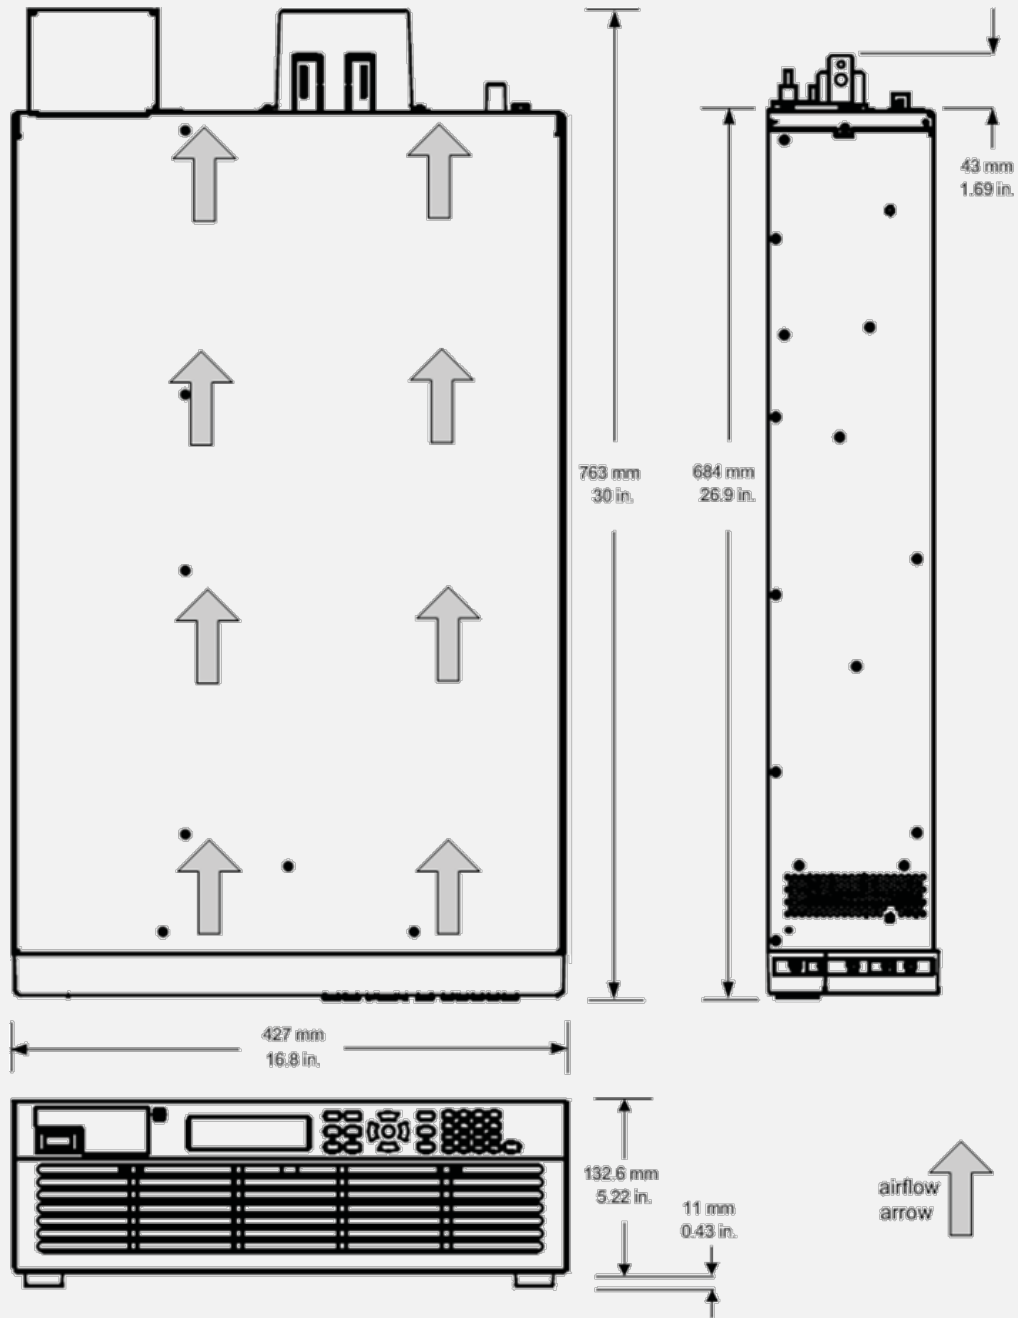 43 mm
1.69 in.
763 mm
30 in.
684 mm
26.9 in.
427 mm
16.8 in.
132.6 mm
5.22 in.
11 mm
0.43 in.
airflow
arrow